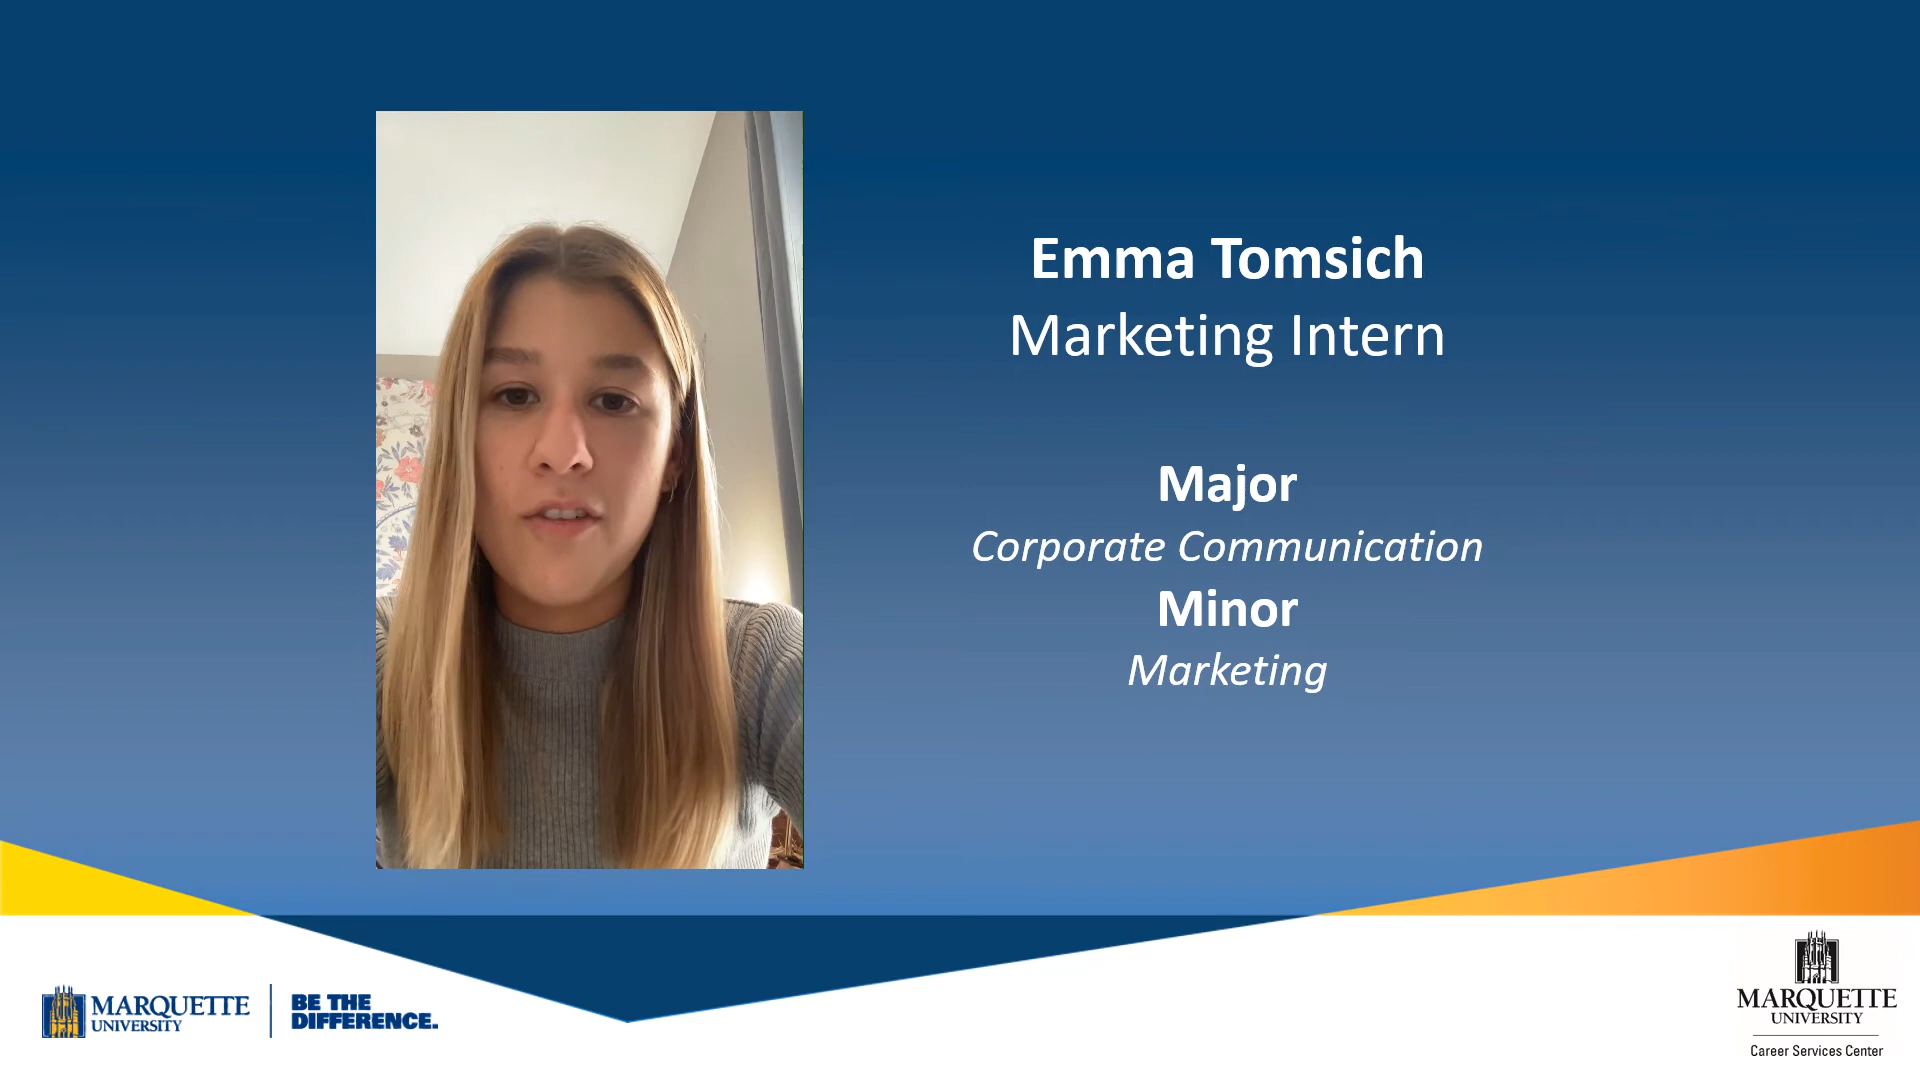 Emma Tomsich
Marketing Intern
Major
Corporate Communication
Minor
Marketing
MARQUETTE
UNIVERSITY
BE THE
DIFFERENCE.
MARQUETTE
UNIVERSITY
Career Services Center